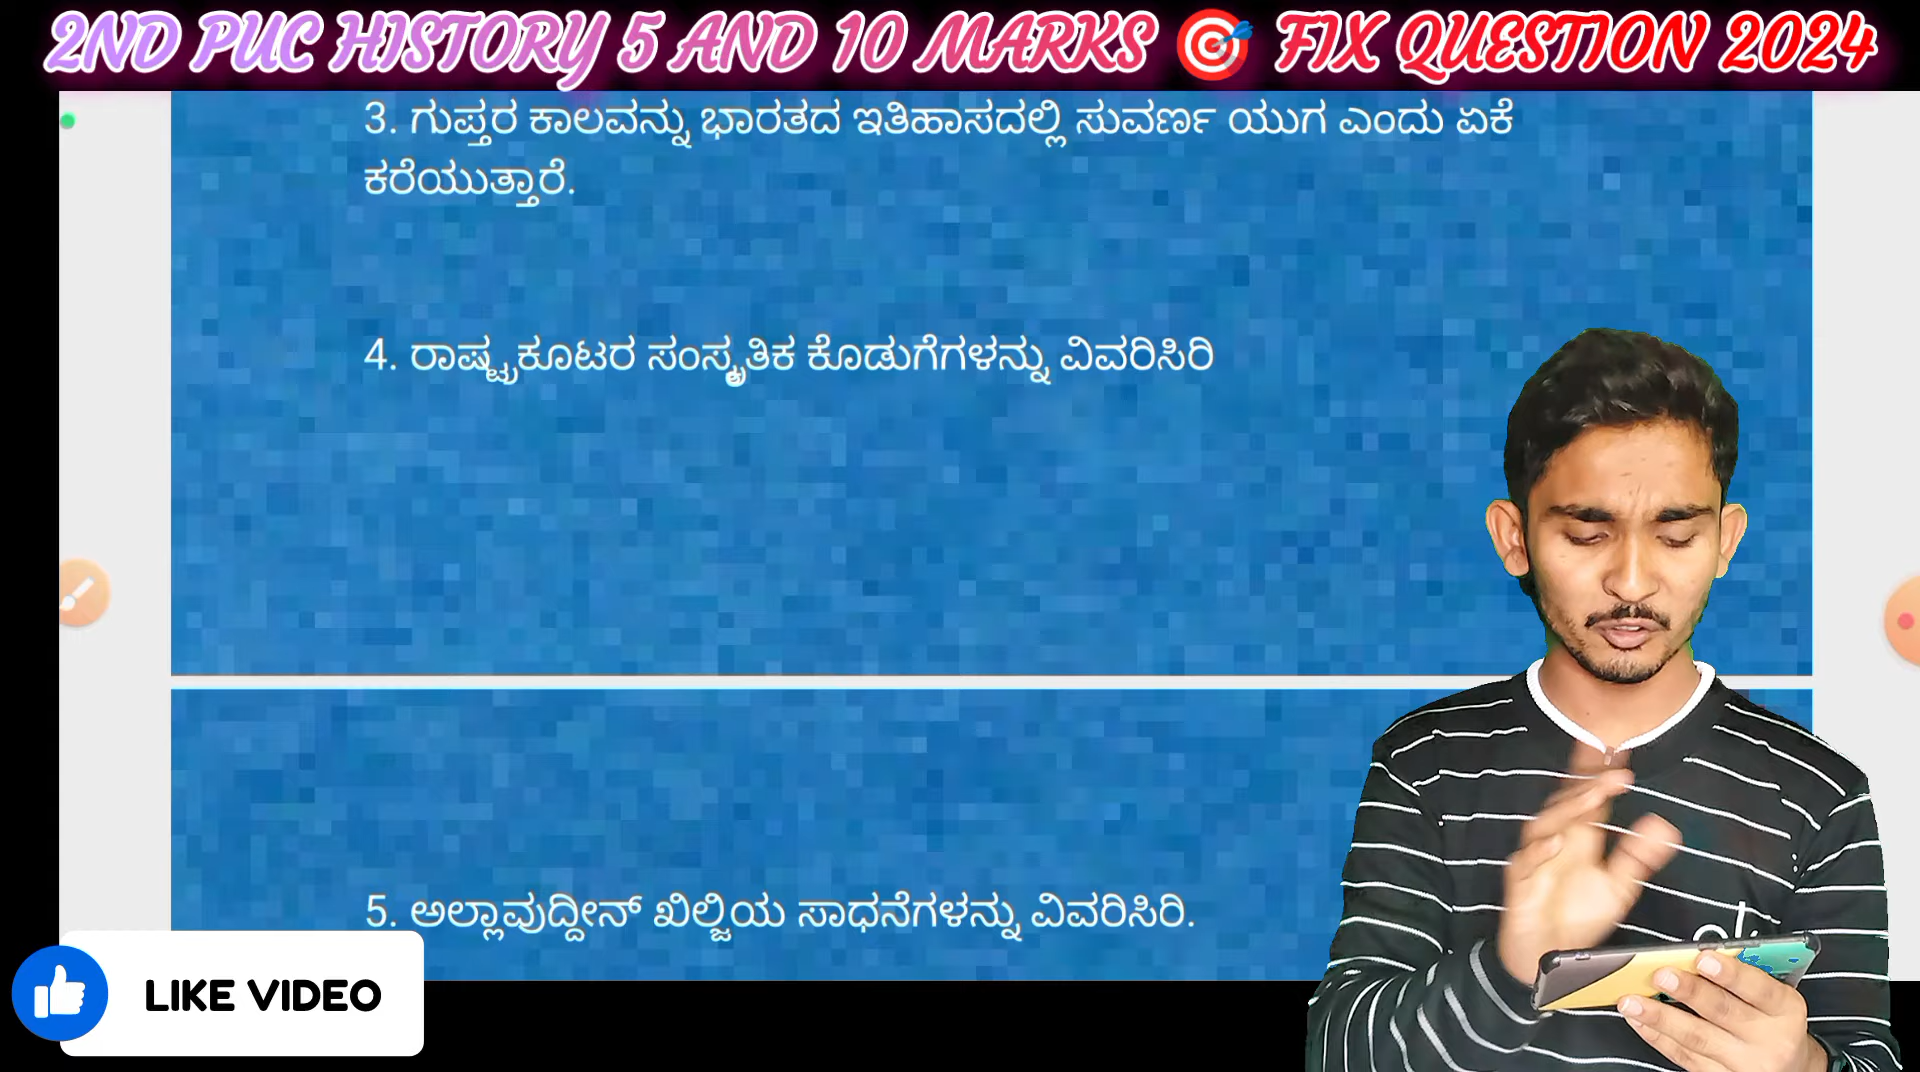 2ND PUC HISTORY 5 AND 10 MARKS 🎯 FIX QUESTION 2024
3. ಗುಪ್ತರ ಕಾಲವನ್ನು ಭಾರತದ ಇತಿಹಾಸದಲ್ಲಿ ಸುವರ್ಣ ಯುಗ ಎಂದು ಏಕೆ
ಕರೆಯುತ್ತಾರೆ.
4. ರಾಷ್ಟ್ರಕೂಟರ ಸಂಸ್ಕೃತಿಕ ಕೊಡುಗೆಗಳನ್ನು ವಿವರಿಸಿರಿ
5. ಅಲ್ಲಾವುದ್ದೀನ್ ಖಿಲ್ಜಿಯ ಸಾಧನೆಗಳನ್ನು ವಿವರಿಸಿರಿ.
LIKE VIDEO